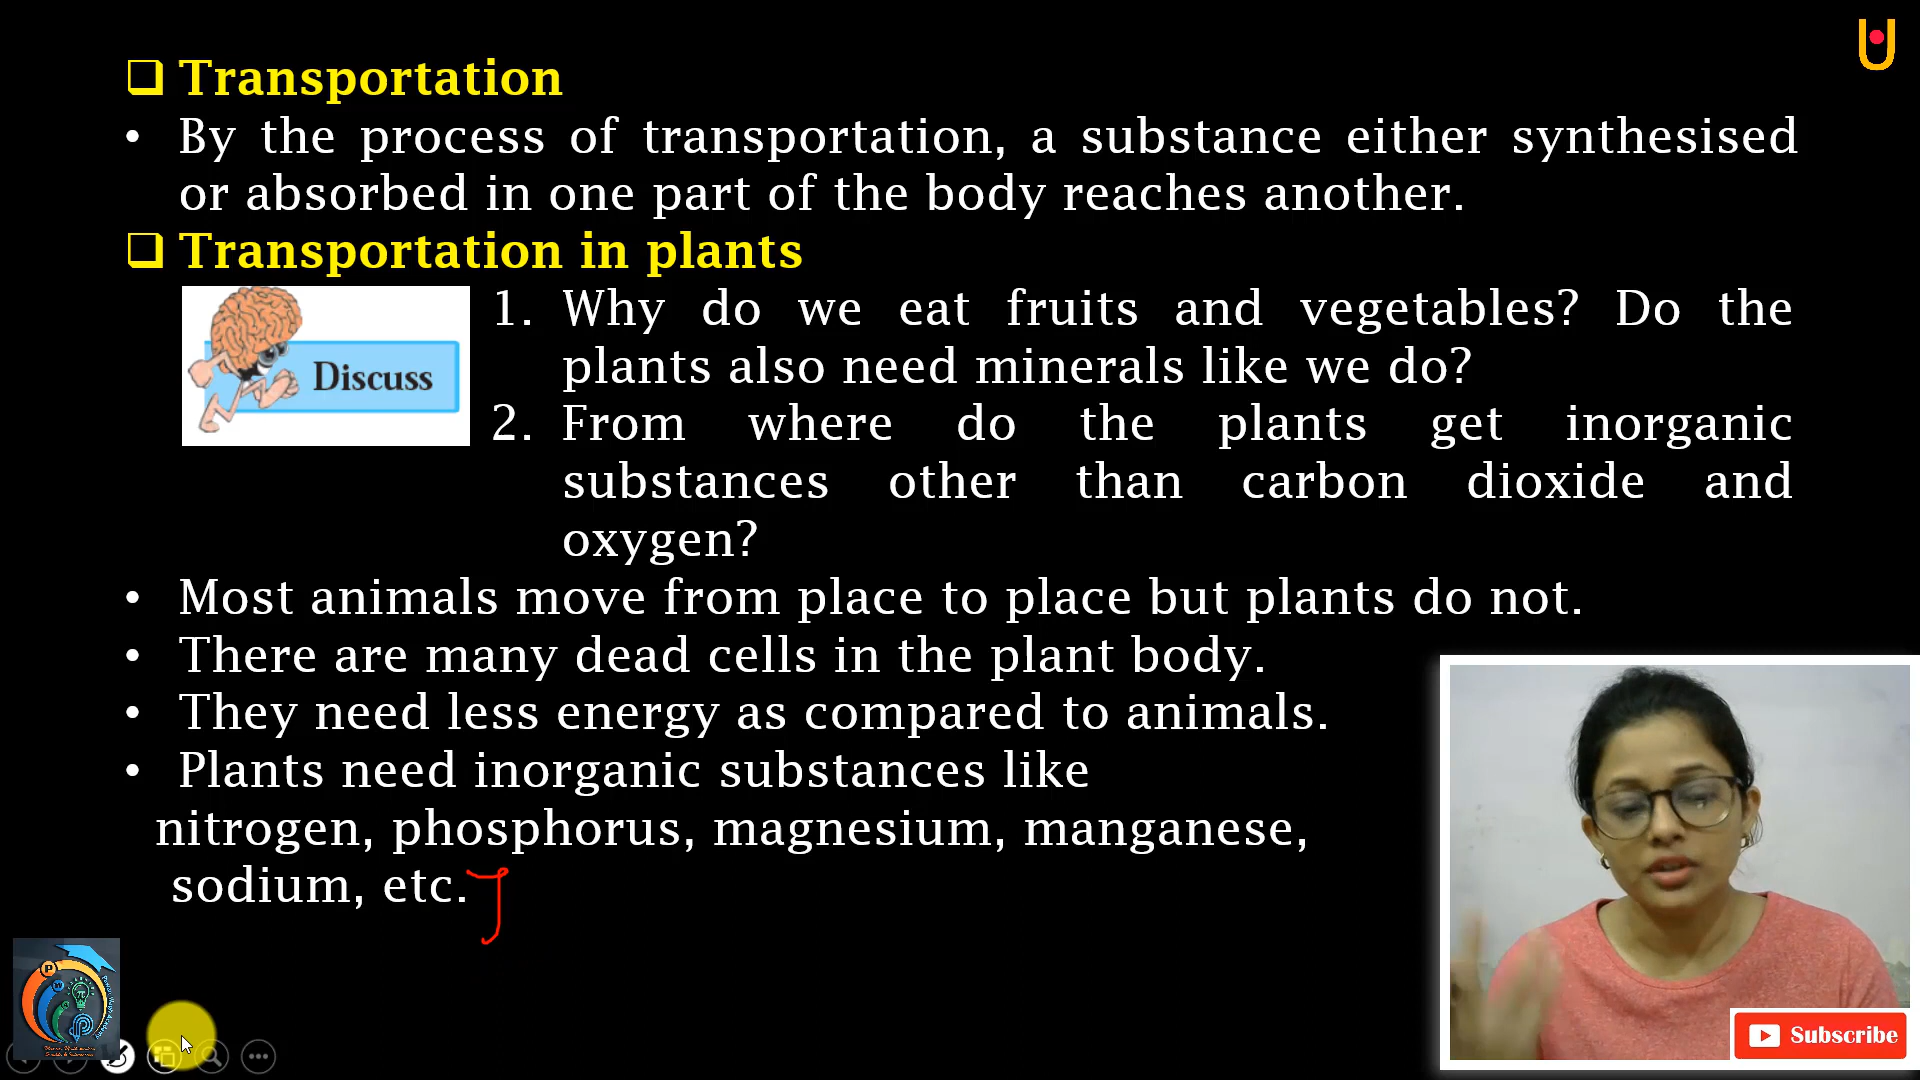 Transportation
• By the process of transportation, a substance either synthesised
or absorbed in one part of the body reaches another.
Transportation in plants
Discuss
1. Why do we eat fruits and vegetables? Do the
plants also need minerals like we do?
2. From where do the plants get inorganic
substances other than carbon dioxide and
oxygen?
• Most animals move from place to place but plants do not.
• There are many dead cells in the plant body.
• They need less energy as compared to animals.
• Plants need inorganic substances like
nitrogen, phosphorus, magnesium, manganese,
sodium, etc.
Subscribe